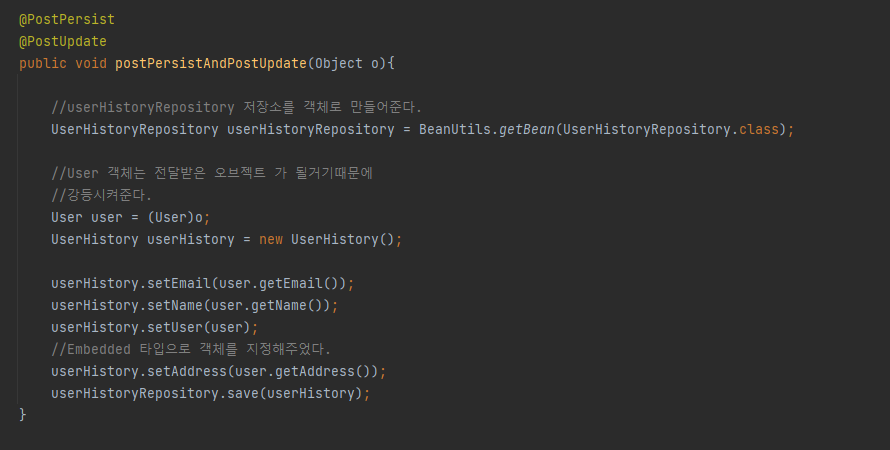 @PostPersist
@PostUpdate
public void postPersistAndPostUpdate(Object o){
//userHistoryRepository 저장소를 객체로 만들어준다.
UserHistoryRepository userHistoryRepository = BeanUtils.getBean(UserHistoryRepository.class);
//User 객체는 전달받은 오브젝트 가 될거기때문에
//강등시켜준다.
User user = (User)o;
UserHistory userHistory = new UserHistory();
userHistory.setEmail(user.getEmail());
userHistory.setName(user.getName());
userHistory.setUser(user);
//Embedded 타입으로 객체를 지정해주었다.
userHistory.setAddress(user.getAddress());
userHistoryRepository.save(userHistory);
}